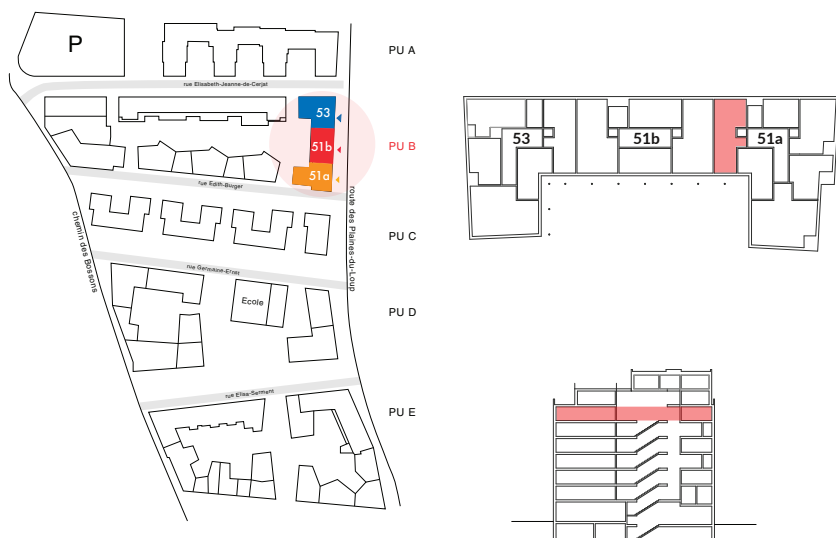 P
PU A
rue Elisabeth-Jeanne-de-Cerjat
53
51b
PU B
51a
rue Edith-Burger
route des Plaines-du-Loup
chemin des Bossons
PU C
rue Germaine-Ernst
Ecole
PU D
rue Elisa-Serment
PU E
53
51b
51a